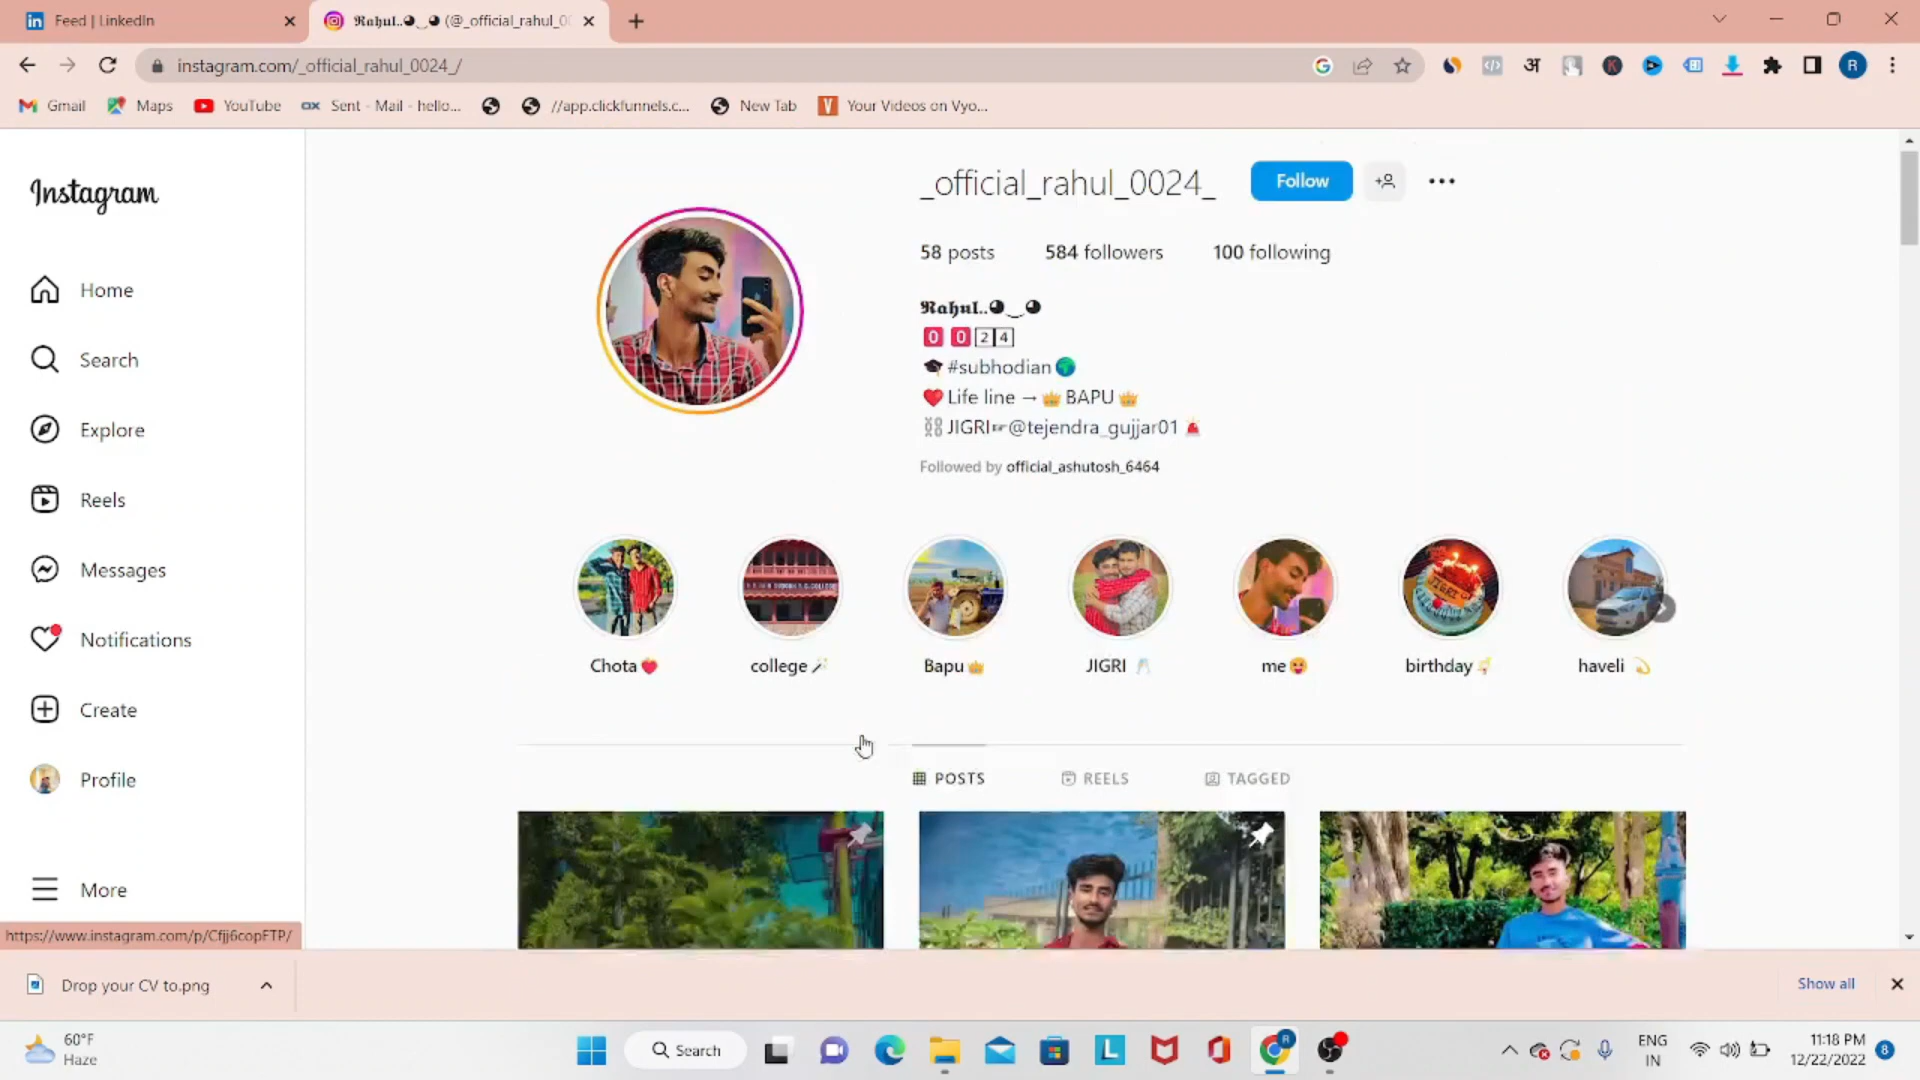 Feed | LinkedIn
𝕽𝖆𝖍𝖚𝖑..◕‿◕ (@_official_rahul_0
instagram.com/_official_rahul_0024_/
अ
K
R
Gmail
Maps
YouTube
Sent - Mail - hello...
//app.clickfunnels.c...
New Tab
Your Videos on Vyo...
Instagram
Home
Search
Explore
Reels
Messages
Notifications
Create
Profile
More
https://www.instagram.com/p/Cfjj6copFTP/
_official_rahul_0024_
Follow
58 posts
584 followers
100 following
𝕽𝖆𝖍𝖚𝖑..◕‿◕
🅾 🅾 2️⃣4️⃣
🎓 #subhodian 🌍
❤️ Life line → 👑 BAPU 👑
⛓️ JIGRI☞@tejendra_gujjar01 🚨
Followed by official_ashutosh_6464
Chota ❤️
college 🪄
Bapu 👑
JIGRI 🥂
me 😝
birthday
haveli 💫
POSTS
REELS
TAGGED
Drop your CV to.png
Show all
60°F
Haze
Search
ENG
IN
11:18 PM
12/22/2022
8